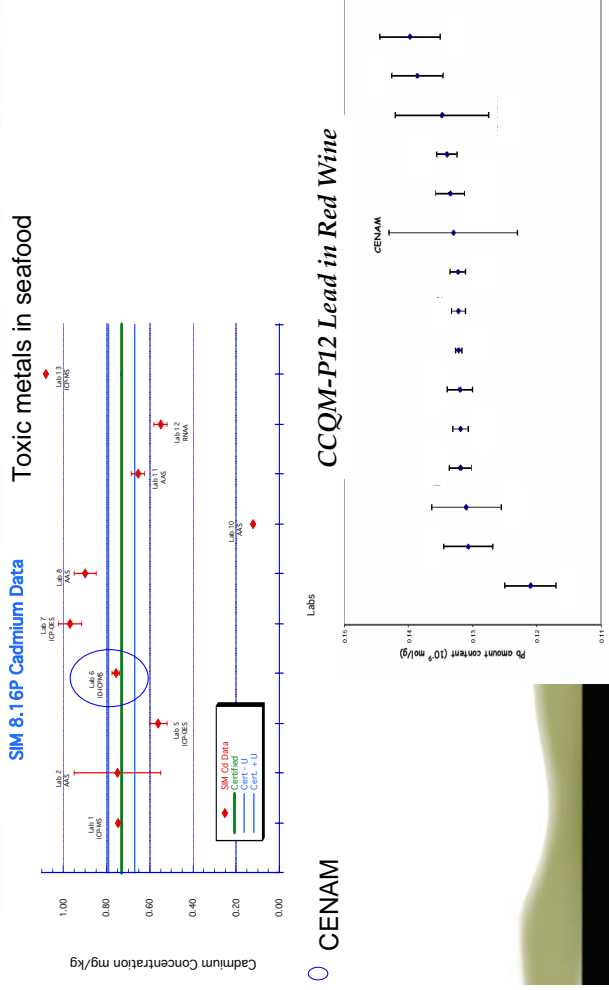 Toxic metals in seafood
SIM 8.16P Cadmium Data
1.00
0.80
0.60
0.40
0.20
0.00
Cadmium Concentration mg/kg
Lab 1
ICP-MS
Lab 2
AAS
Lab 5
ICP-OES
Lab 6
ID-ICPMS
Lab 7
ICP-OES
Lab 8
AAS
Lab 10
AAS
Lab 11
AAS
Lab 12
RNAA
Lab 13
ICP-MS
SIM Cd Data
Certified
Cert - U
Cert. + U
CENAM
CCQM-P12 Lead in Red Wine
Labs
0.15
0.14
0.13
0.12
0.11
Pb amount content (10⁻⁹ mol/g)
CENAM